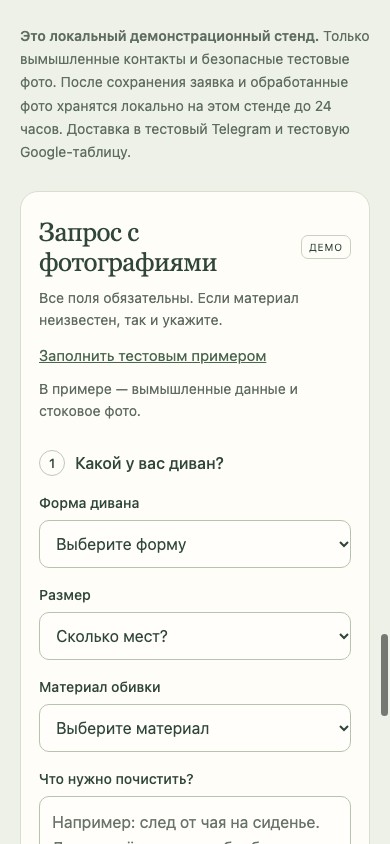 Это локальный демонстрационный стенд. Только
вымышленные контакты и безопасные тестовые
фото. После сохранения заявка и обработанные
фото хранятся локально на этом стенде до 24
часов. Доставка в тестовый Telegram и тестовую
Google-таблицу.
Запрос с
фотографиями
ДЕМО
Все поля обязательны. Если материал
неизвестен, так и укажите.
Заполнить тестовым примером
В примере — вымышленные данные и
стоковое фото.
1 Какой у вас диван?
Форма дивана
Выберите форму
Размер
Сколько мест?
Материал обивки
Выберите материал
Что нужно почистить?
Например: след от чая на сиденье.